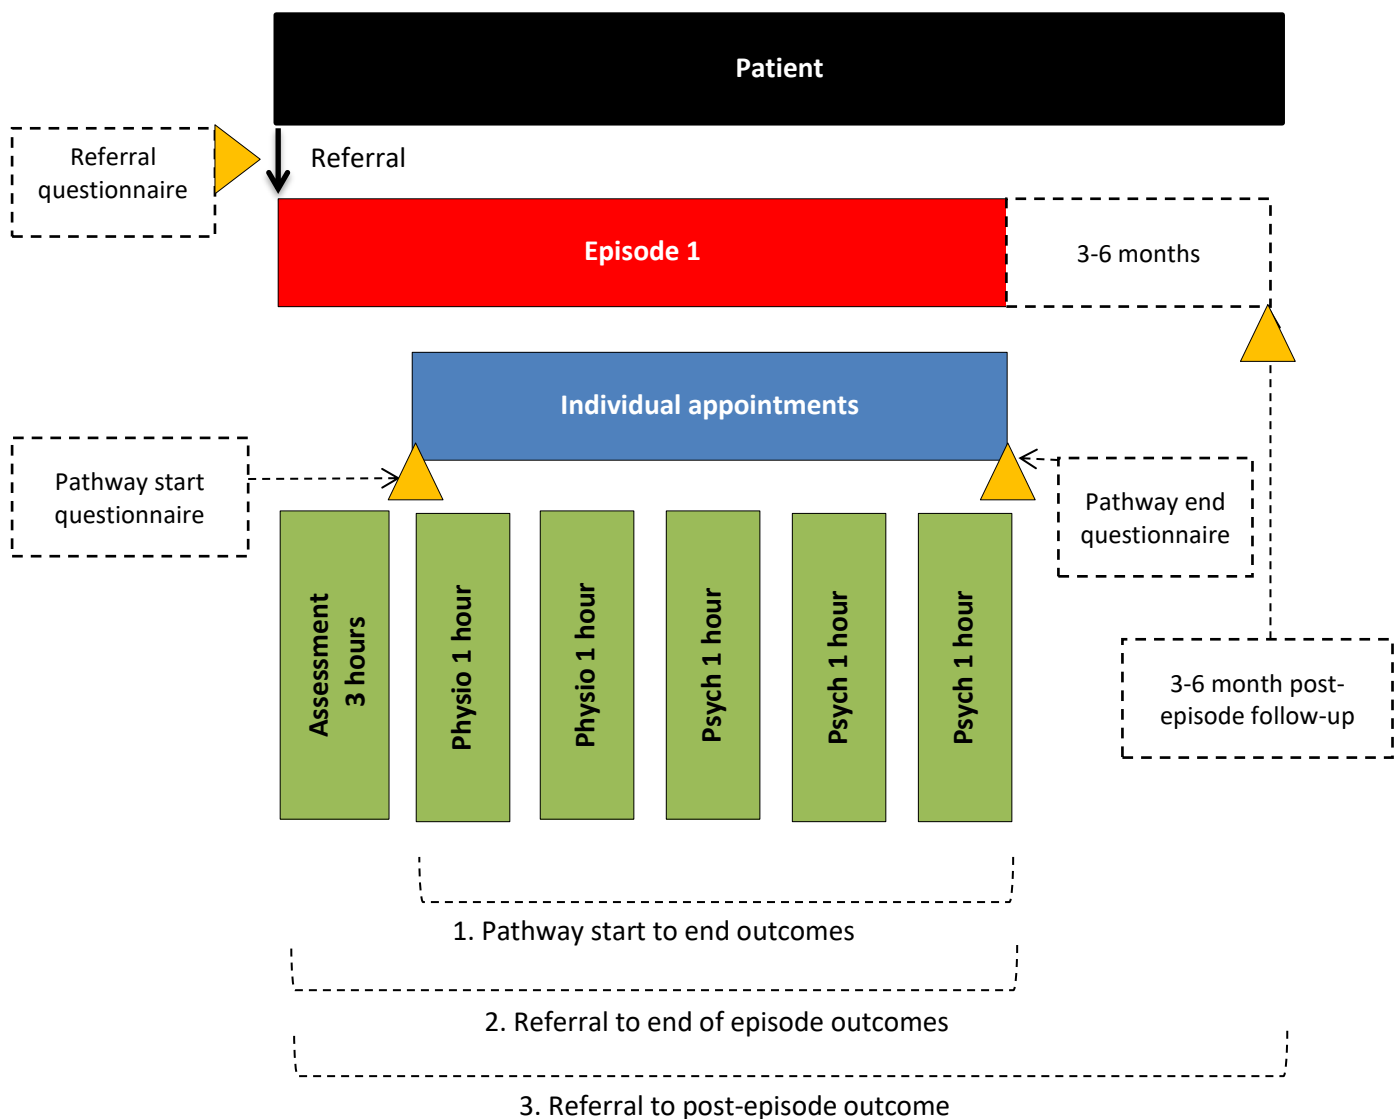 Patient
Referral
questionnaire
Referral
Episode 1
3-6 months
Individual appointments
Pathway start
questionnaire
Pathway end
questionnaire
Assessment
3 hours
Physio 1 hour
Physio 1 hour
Psych 1 hour
Psych 1 hour
Psych 1 hour
3-6 month post-
episode follow-up
1. Pathway start to end outcomes
2. Referral to end of episode outcomes
3. Referral to post-episode outcome